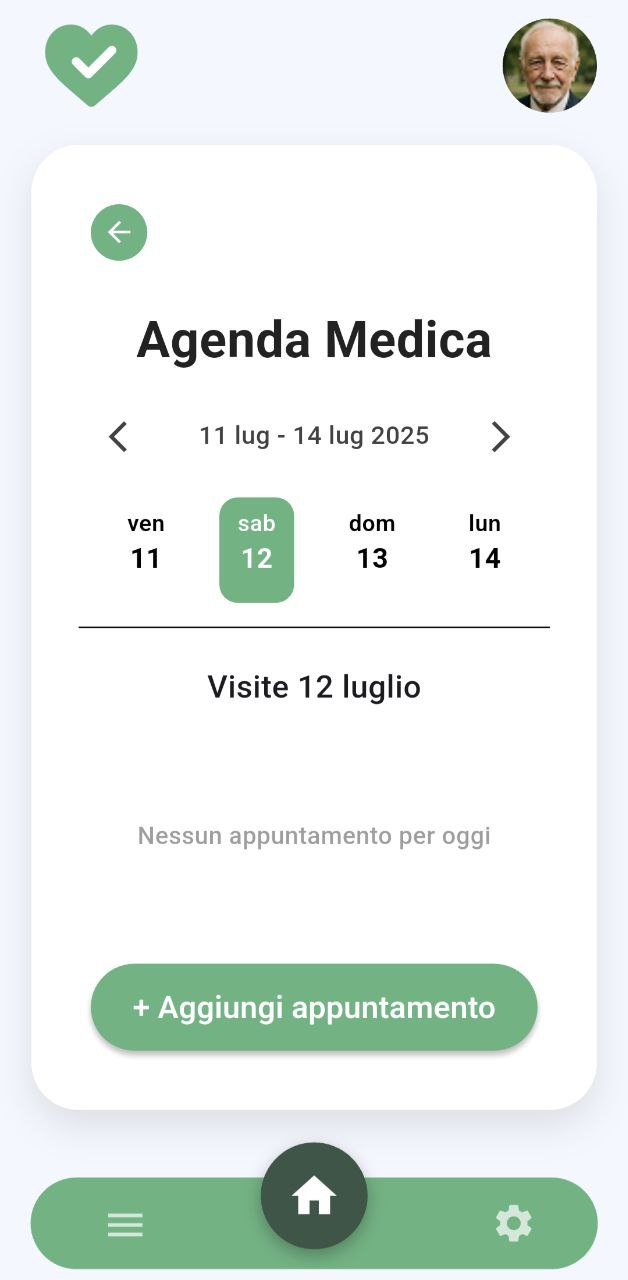 Agenda Medica
11 lug - 14 lug 2025
ven sab dom lun
11 12 13 14
Visite 12 luglio
Nessun appuntamento per oggi
+ Aggiungi appuntamento